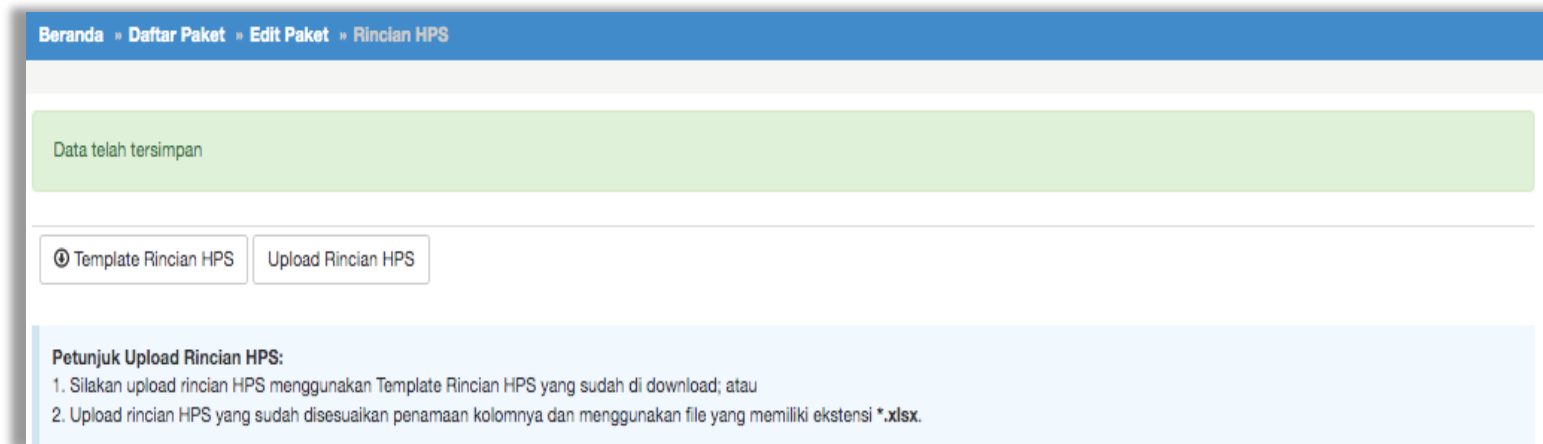 Beranda » Daftar Paket » Edit Paket » Rincian HPS
Data telah tersimpan
Template Rincian HPS Upload Rincian HPS
Petunjuk Upload Rincian HPS:
1. Silakan upload rincian HPS menggunakan Template Rincian HPS yang sudah di download; atau
2. Upload rincian HPS yang sudah disesuaikan penamaan kolomnya dan menggunakan file yang memiliki ekstensi *.xlsx.